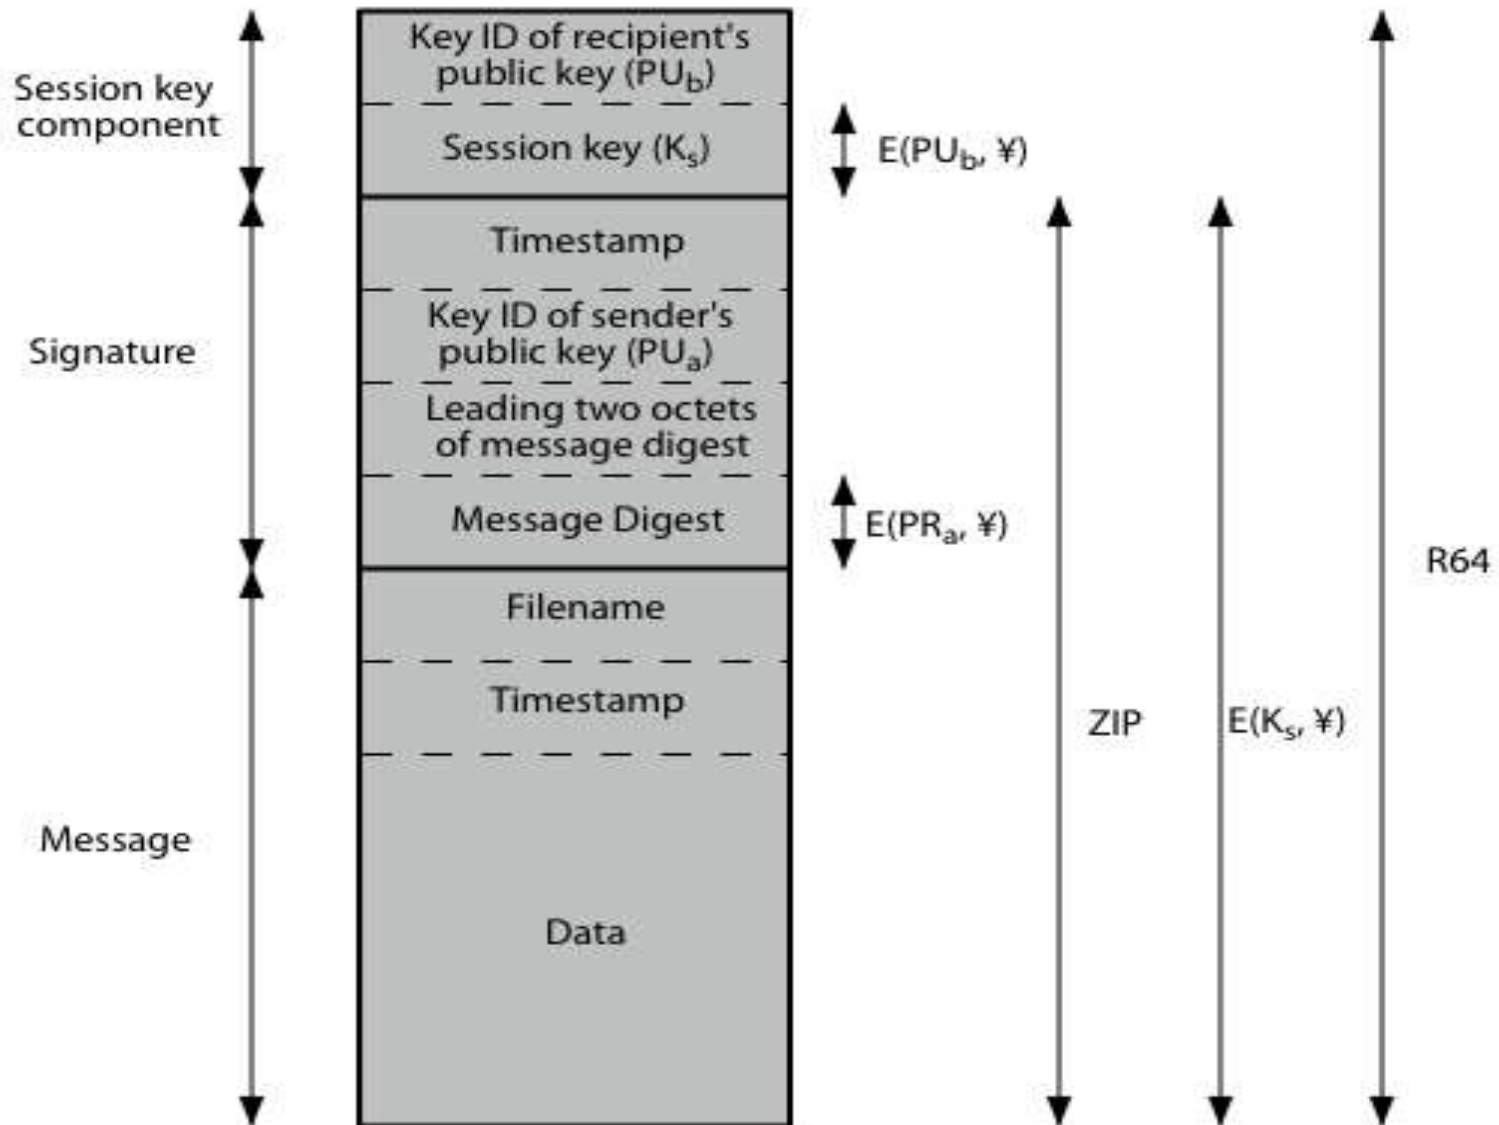 Key ID of recipient's
public key (PUb)
Session key
component
Session key (Ks)
E(PUb, ¥)
Timestamp
Key ID of sender's
public key (PUa)
Signature
Leading two octets
of message digest
Message Digest
E(PRa, ¥)
R64
Filename
Timestamp
ZIP
E(Ks, ¥)
Message
Data